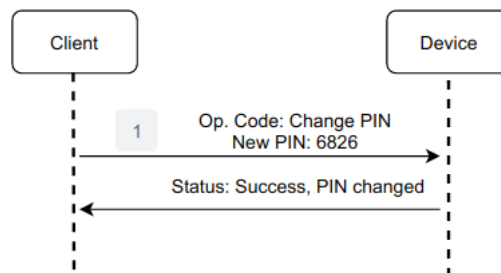 Client
Device
1
Op. Code: Change PIN
New PIN: 6826
Status: Success, PIN changed